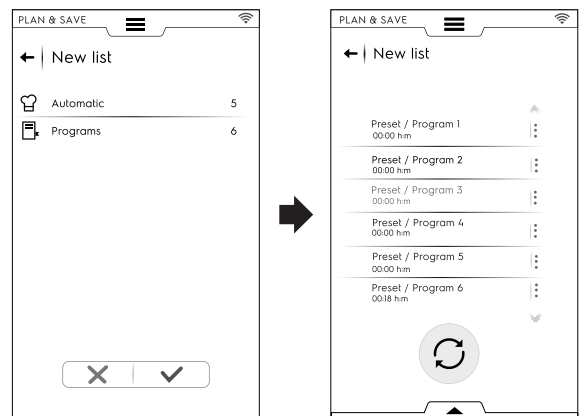 PLAN & SAVE
New list
Automatic 5
Programs 6
PLAN & SAVE
New list
Preset / Program 1
00:00 h:m
Preset / Program 2
00:00 h:m
Preset / Program 3
00:00 h:m
Preset / Program 4
00:00 h:m
Preset / Program 5
00:00 h:m
Preset / Program 6
00:18 h:m